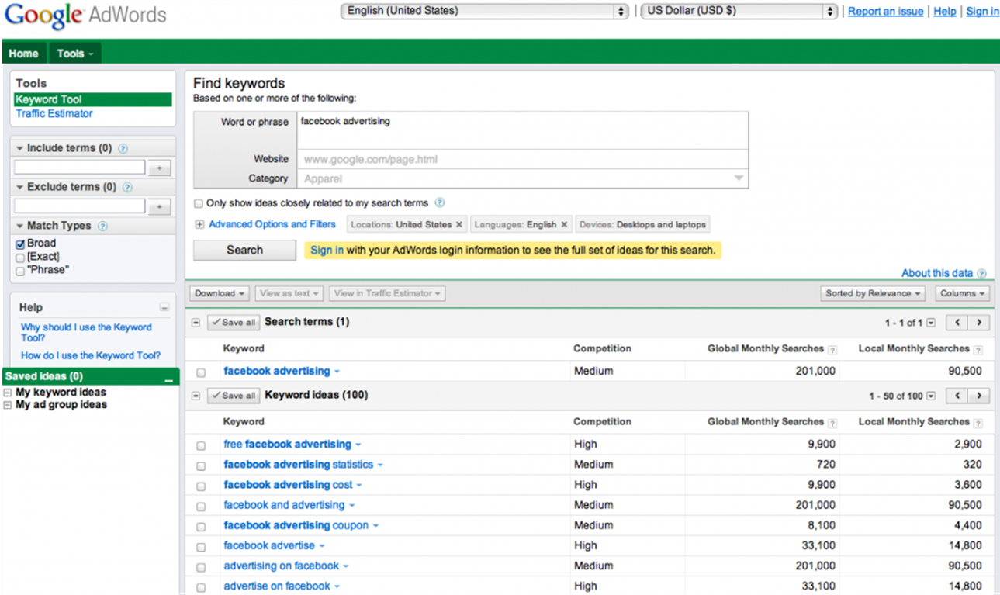 Google AdWords
English (United States) | US Dollar (USD $) | Report an issue | Help | Sign in
Home Tools
Tools
Keyword Tool
Traffic Estimator
Include terms (0) ?
+
Exclude terms (0) ?
+
Match Types ?
Broad
[Exact]
"Phrase"
Help
Why should I use the Keyword
Tool?
How do I use the Keyword Tool?
Saved ideas (0)
My keyword ideas
My ad group ideas
Find keywords
Based on one or more of the following:
Word or phrase facebook advertising
Website www.google.com/page.html
Category Apparel
Only show ideas closely related to my search terms ?
Advanced Options and Filters Locations: United States × Languages: English × Devices: Desktops and laptops
Search Sign in with your AdWords login information to see the full set of ideas for this search.
About this data ?
Download View as text View in Traffic Estimator Sorted by Relevance Columns
Save all Search terms (1) 1 - 1 of 1
Keyword Competition Global Monthly Searches ? Local Monthly Searches ?
facebook advertising Medium 201,000 90,500
Save all Keyword ideas (100) 1 - 50 of 100
Keyword Competition Global Monthly Searches ? Local Monthly Searches ?
free facebook advertising High 9,900 2,900
facebook advertising statistics Medium 720 320
facebook advertising cost High 9,900 3,600
facebook and advertising Medium 201,000 90,500
facebook advertising coupon Medium 8,100 4,400
facebook advertise High 33,100 14,800
advertising on facebook Medium 201,000 90,500
advertise on facebook High 33,100 14,800